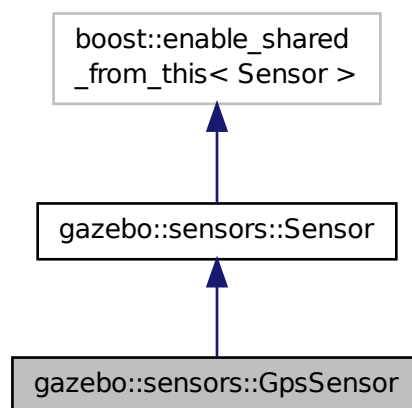 boost::enable_shared
_from_this< Sensor >
gazebo::sensors::Sensor
gazebo::sensors::GpsSensor